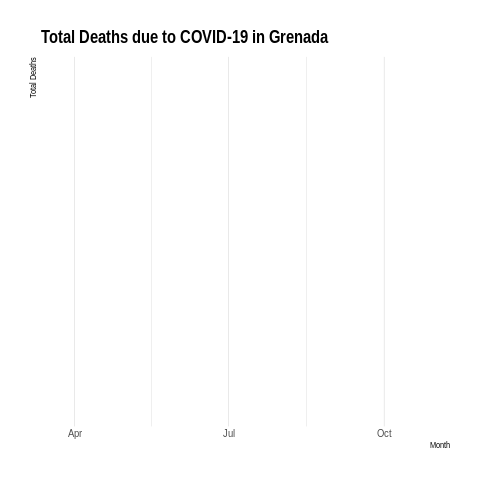 Total Deaths due to COVID-19 in Grenada
Total Deaths
Apr Jul Oct
Month